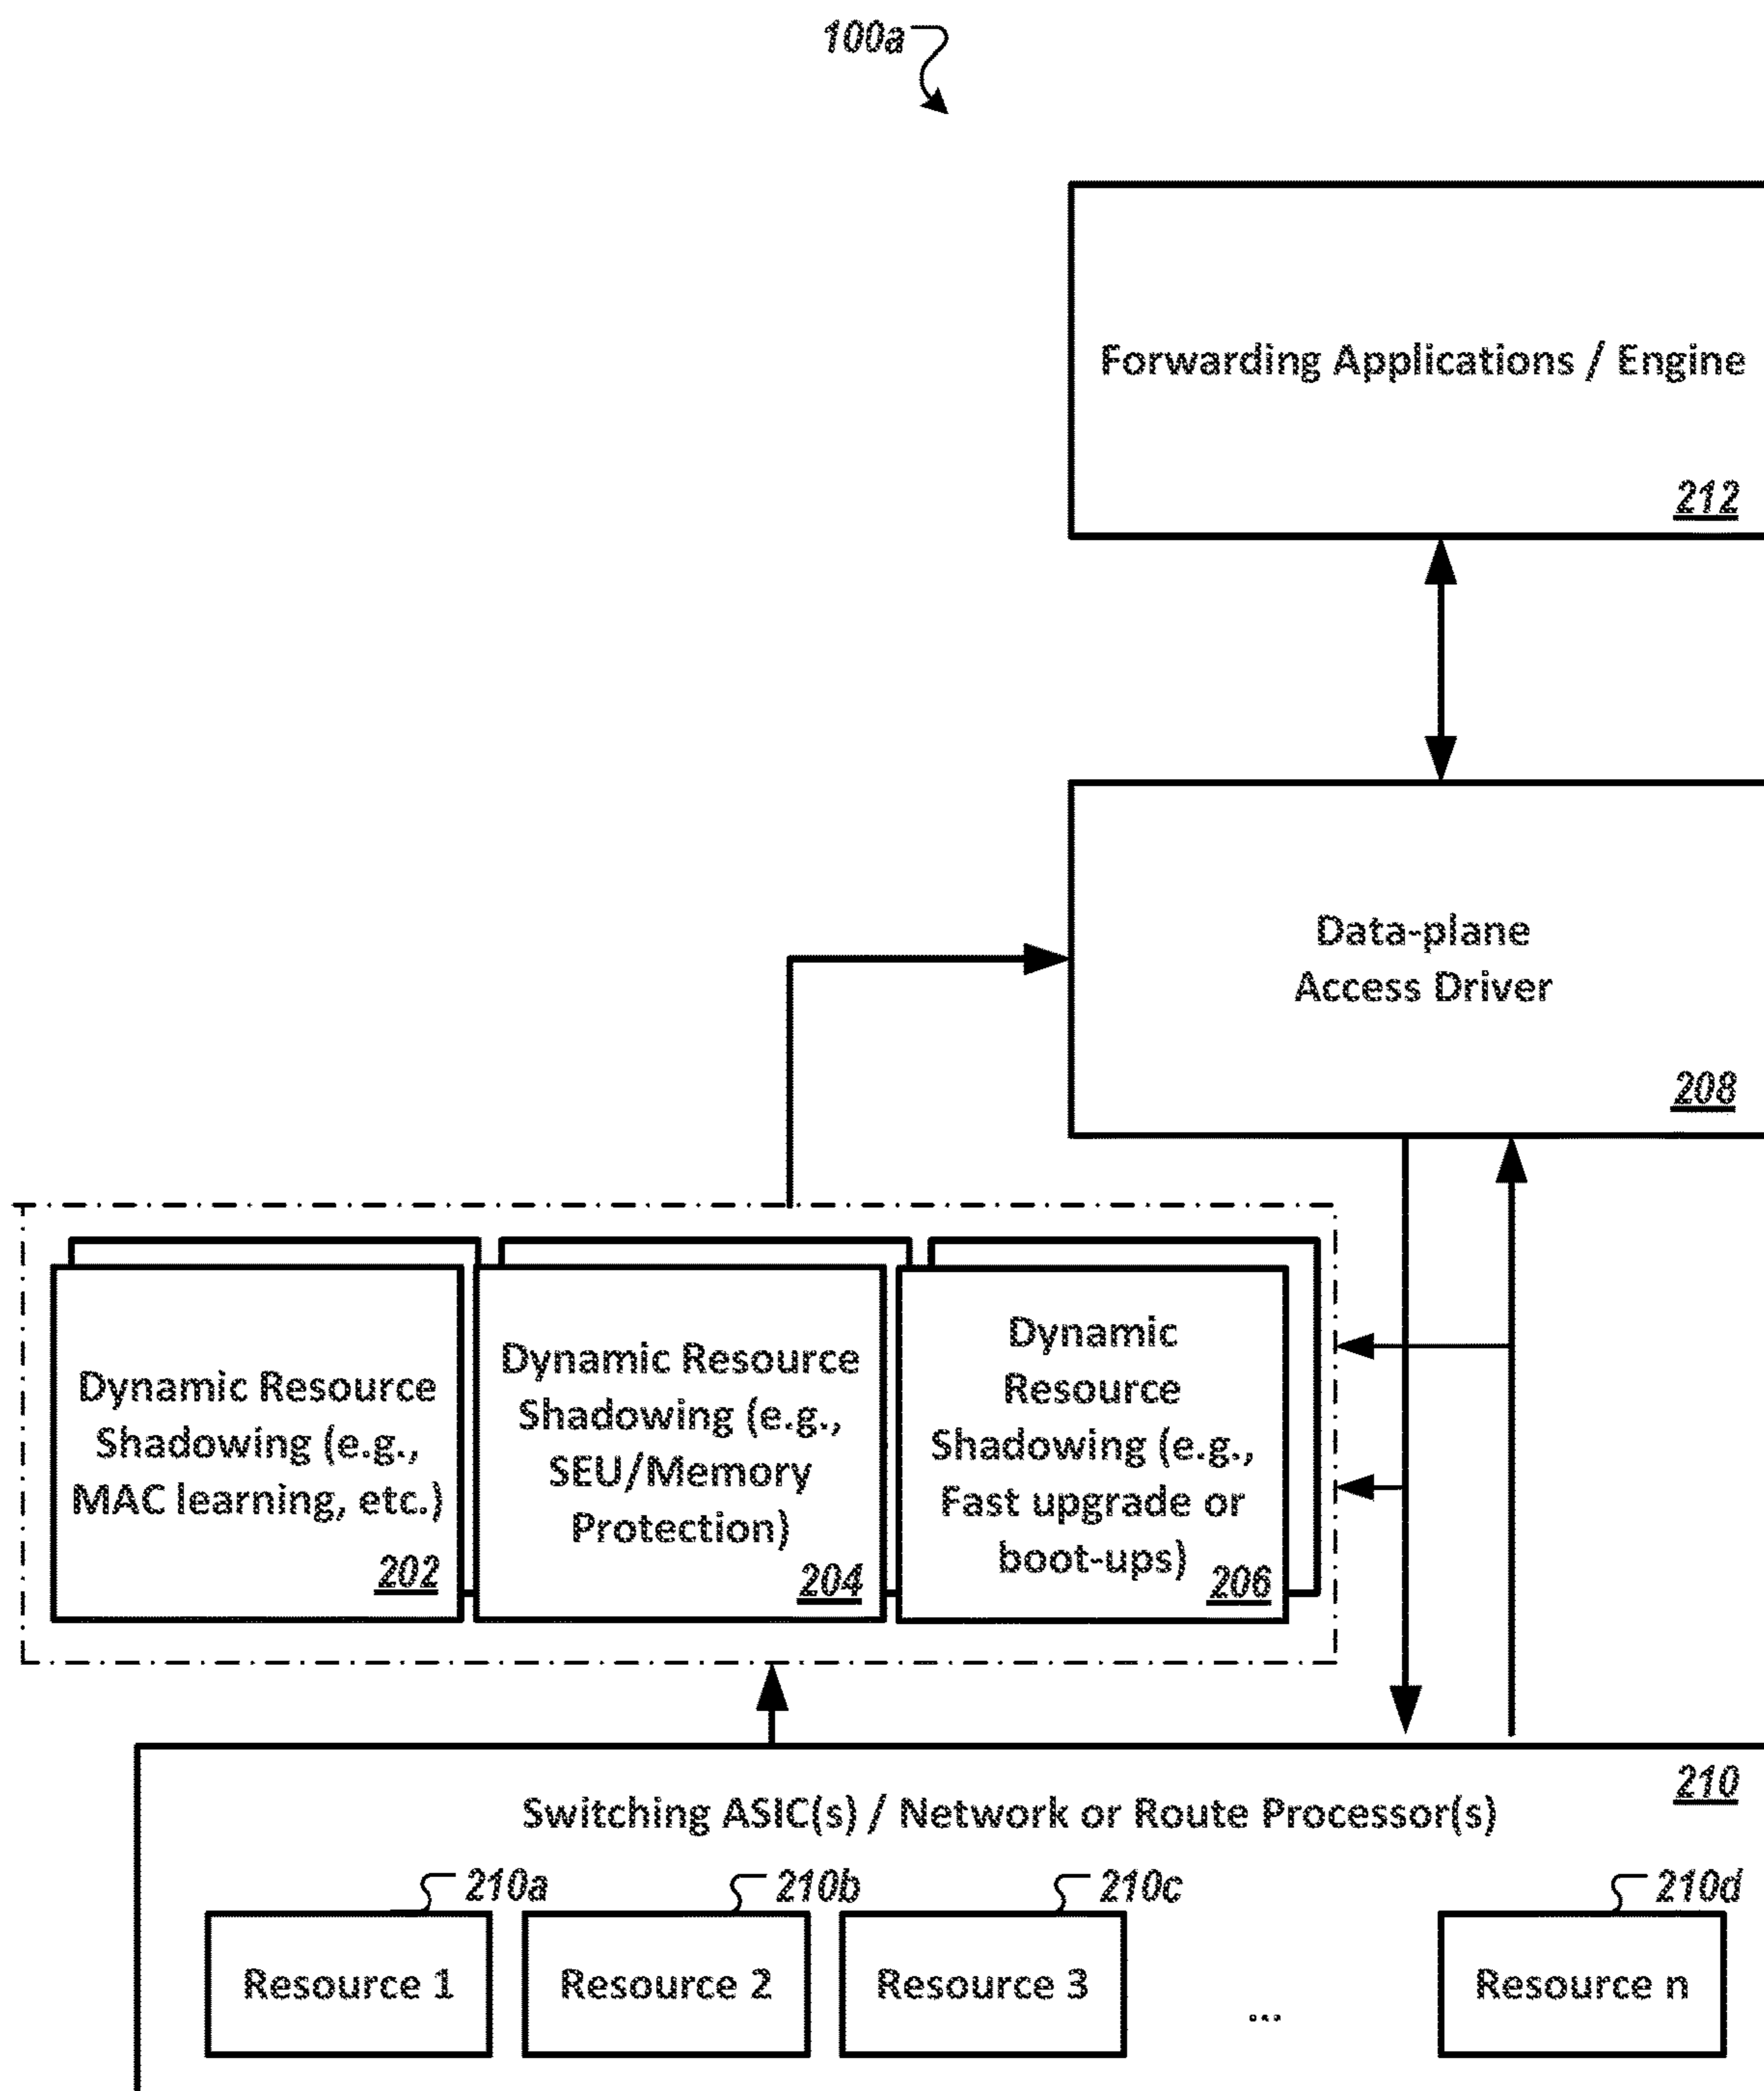 100a
Forwarding Applications / Engine
212
Data-plane
Access Driver
208
Dynamic Resource
Shadowing (e.g.,
MAC learning, etc.)
202
Dynamic Resource
Shadowing (e.g.,
SEU/Memory
Protection)
204
Dynamic
Resource
Shadowing (e.g.,
Fast upgrade or
boot-ups)
206
210
Switching ASIC(s) / Network or Route Processor(s)
210a
210b
210c
210d
Resource 1
Resource 2
Resource 3
...
Resource n